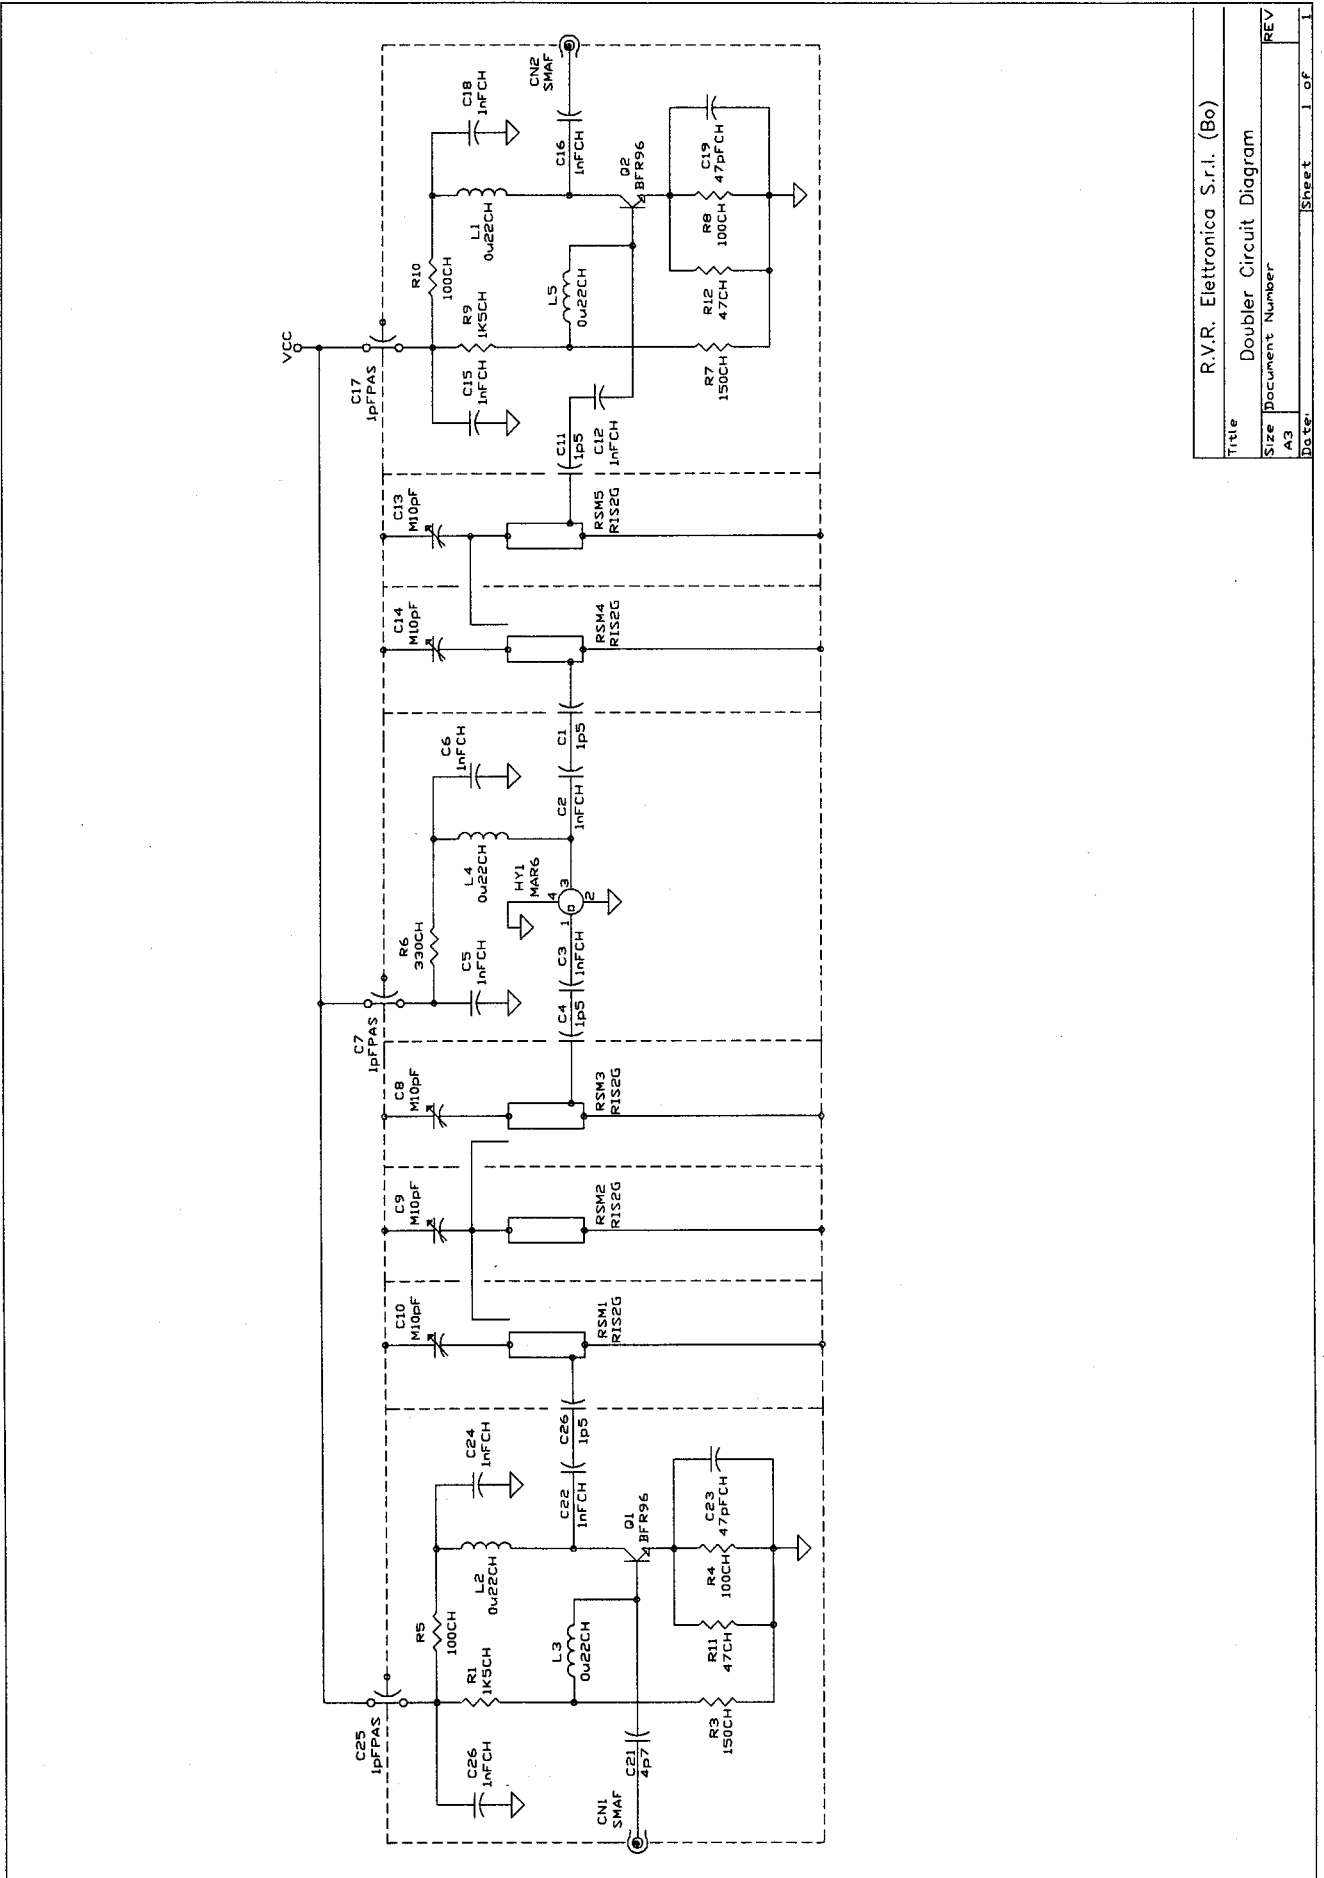 CN1
SMAF
C21
4p7
C26
1nFCH
C25
1pFPAS
R1
1K5CH
R5
100CH
L3
0u22CH
L2
0u22CH
R3
150CH
R11
47CH
R4
100CH
C23
47pFCH
Q1
BFR96
C24
1nFCH
C22
1nFCH
C26
1p5
C10
M10pF
RSM1
RIS2G
C9
M10pF
RSM2
RIS2G
C8
M10pF
RSM3
RIS2G
C7
1pFPAS
C4
1p5
C3
1nFCH
C5
1nFCH
R6
330CH
HY1
MAR6
1
2
3
4
L4
0u22CH
C6
1nFCH
C2
1nFCH
C1
1p5
C14
M10pF
RSM4
RIS2G
C13
M10pF
RSM5
RIS2G
C11
1p5
C12
1nFCH
C17
1pFPAS
VCC
C15
1nFCH
R9
1K5CH
R10
100CH
L5
0u22CH
L1
0u22CH
R7
150CH
R12
47CH
R8
100CH
C19
47pFCH
Q2
BFR96
C18
1nFCH
C16
1nFCH
CN2
SMAF
R.V.R. Elettronica S.r.l. (Bo)
Title
Doubler Circuit Diagram
Size Document Number REV
A3
Date: Sheet 1 of 1